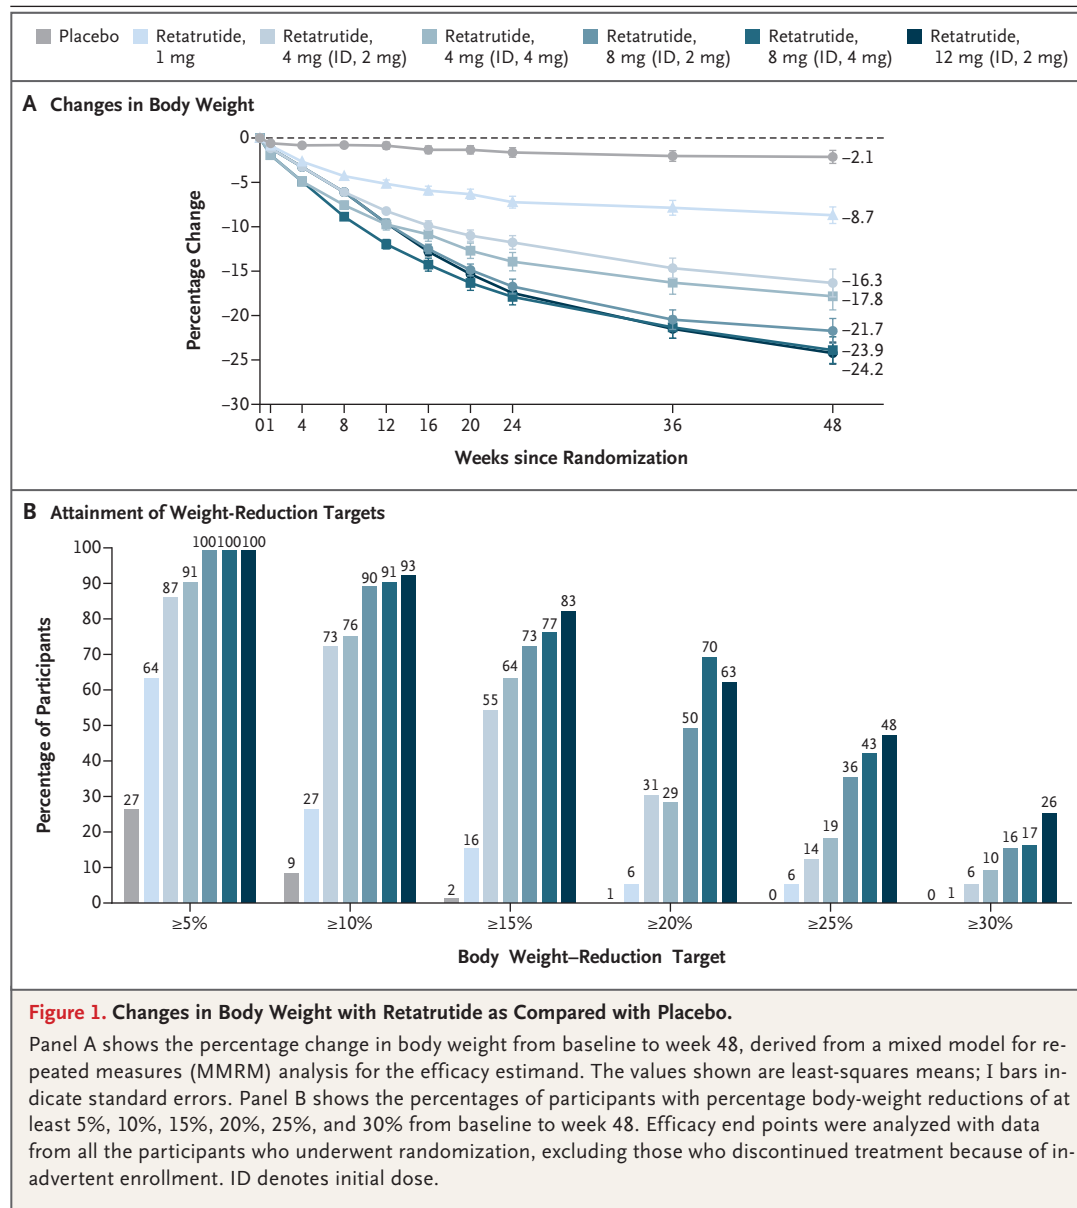 Placebo
Retatrutide,
1 mg
Retatrutide,
4 mg (ID, 2 mg)
Retatrutide,
4 mg (ID, 4 mg)
Retatrutide,
8 mg (ID, 2 mg)
Retatrutide,
8 mg (ID, 4 mg)
Retatrutide,
12 mg (ID, 2 mg)
A Changes in Body Weight
Percentage Change
0
−5
−10
−15
−20
−25
−30
−2.1
−8.7
−16.3
−17.8
−21.7
−23.9
−24.2
0 1 4 8 12 16 20 24 36 48
Weeks since Randomization
B Attainment of Weight-Reduction Targets
Percentage of Participants
100
90
80
70
60
50
40
30
20
10
0
27 64 87 91 100 100 100
9 27 73 76 90 91 93
2 16 55 64 73 77 83
1 6 31 29 50 70 63
0 6 14 19 36 43 48
0 1 6 10 16 17 26
≥5% ≥10% ≥15% ≥20% ≥25% ≥30%
Body Weight–Reduction Target
Figure 1. Changes in Body Weight with Retatrutide as Compared with Placebo.
Panel A shows the percentage change in body weight from baseline to week 48, derived from a mixed model for re-
peated measures (MMRM) analysis for the efficacy estimand. The values shown are least-squares means; I bars in-
dicate standard errors. Panel B shows the percentages of participants with percentage body-weight reductions of at
least 5%, 10%, 15%, 20%, 25%, and 30% from baseline to week 48. Efficacy end points were analyzed with data
from all the participants who underwent randomization, excluding those who discontinued treatment because of in-
advertent enrollment. ID denotes initial dose.